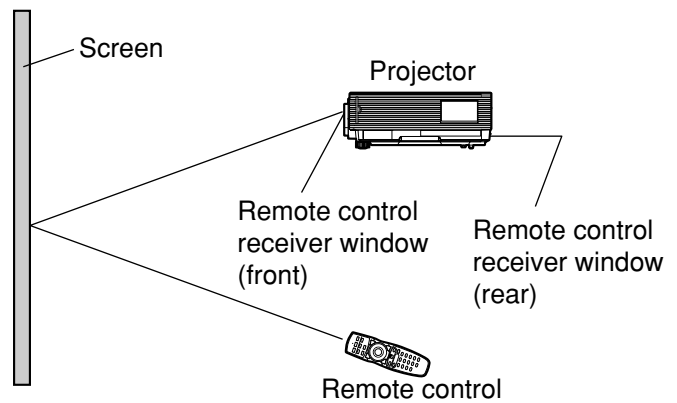 Screen
Projector
Remote control
receiver window
(front)
Remote control
receiver window
(rear)
Remote control